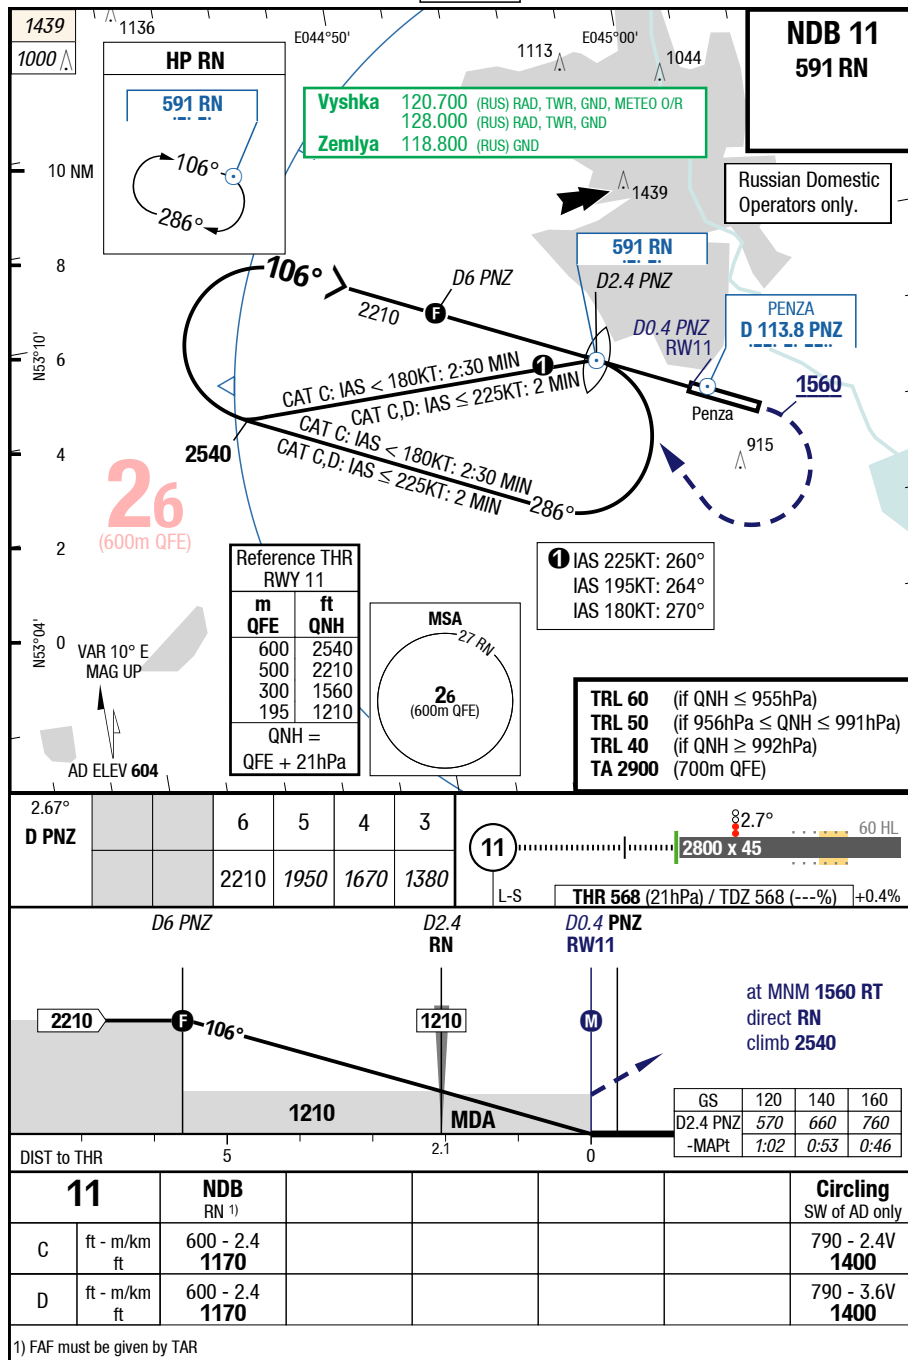 1439
1000
1136
E044°50'
1113
E045°00'
1044
NDB 11
591 RN
HP RN
591 RN
106°
286°
Vyshka 120.700 (RUS) RAD, TWR, GND, METEO O/R
128.000 (RUS) RAD, TWR, GND
Zemlya 118.800 (RUS) GND
10 NM
1439
Russian Domestic
Operators only.
591 RN
8
106°
D6 PNZ
D2.4 PNZ
2210
F
D0.4 PNZ
RW11
PENZA
D 113.8 PNZ
N53°10'
6
1
1560
Penza
CAT C: IAS < 180KT: 2:30 MIN
CAT C,D: IAS ≤ 225KT: 2 MIN
CAT C: IAS < 180KT: 2:30 MIN
CAT C,D: IAS ≤ 225KT: 2 MIN
286°
2540
4
915
26
(600m QFE)
2
Reference THR
RWY 11
m ft
QFE QNH
600 2540
500 2210
300 1560
195 1210
QNH =
QFE + 21hPa
1 IAS 225KT: 260°
IAS 195KT: 264°
IAS 180KT: 270°
MSA
27 RN
26
(600m QFE)
N53°04'
0
VAR 10° E
MAG UP
AD ELEV 604
TRL 60 (if QNH ≤ 955hPa)
TRL 50 (if 956hPa ≤ QNH ≤ 991hPa)
TRL 40 (if QNH ≥ 992hPa)
TA 2900 (700m QFE)
2.67°
D PNZ
6 5 4 3
2210 1950 1670 1380
11
L-S
2.7°
60 HL
2800 x 45
THR 568 (21hPa) / TDZ 568 (---%) +0.4%
D6 PNZ
D2.4
RN
D0.4 PNZ
RW11
2210
F
106°
1210
M
at MNM 1560 RT
direct RN
climb 2540
1210
MDA
GS 120 140 160
D2.4 PNZ 570 660 760
-MAPt 1:02 0:53 0:46
DIST to THR 5 2.1 0
11 NDB Circling
RN 1) SW of AD only
C ft - m/km 600 - 2.4 790 - 2.4V
ft 1170 1400
D ft - m/km 600 - 2.4 790 - 3.6V
ft 1170 1400
1) FAF must be given by TAR